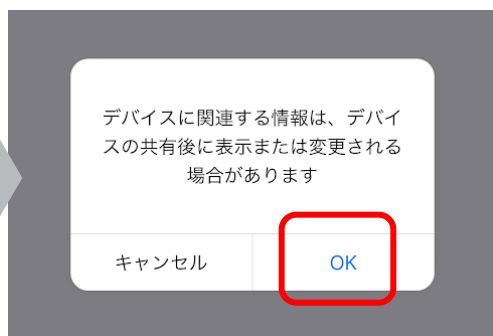 デバイスに関連する情報は、デバイ
スの共有後に表示または変更される
場合があります
キャンセル
OK